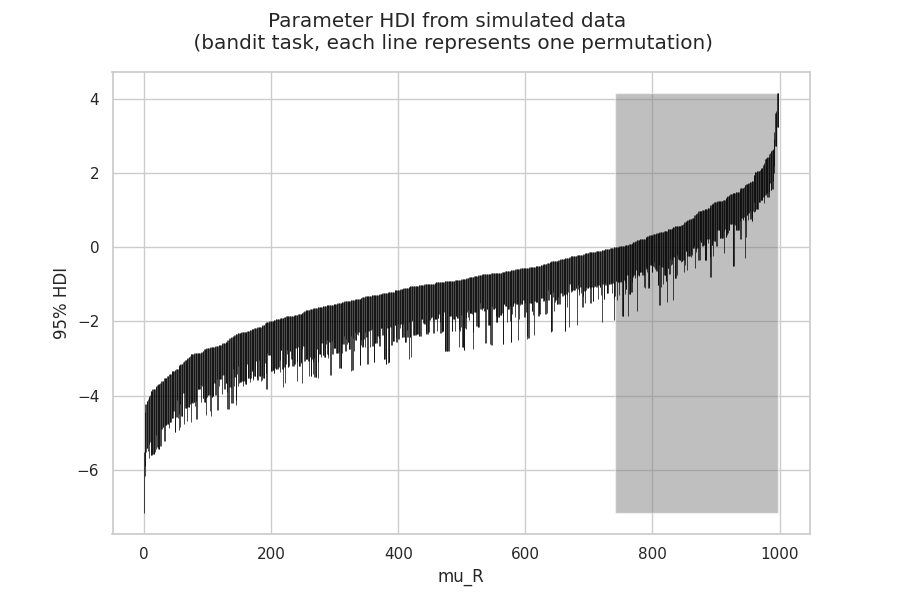 Parameter HDI from simulated data
(bandit task, each line represents one permutation)
4
2
0
−2
−4
−6
95% HDI
0 200 400 600 800 1000
mu_R